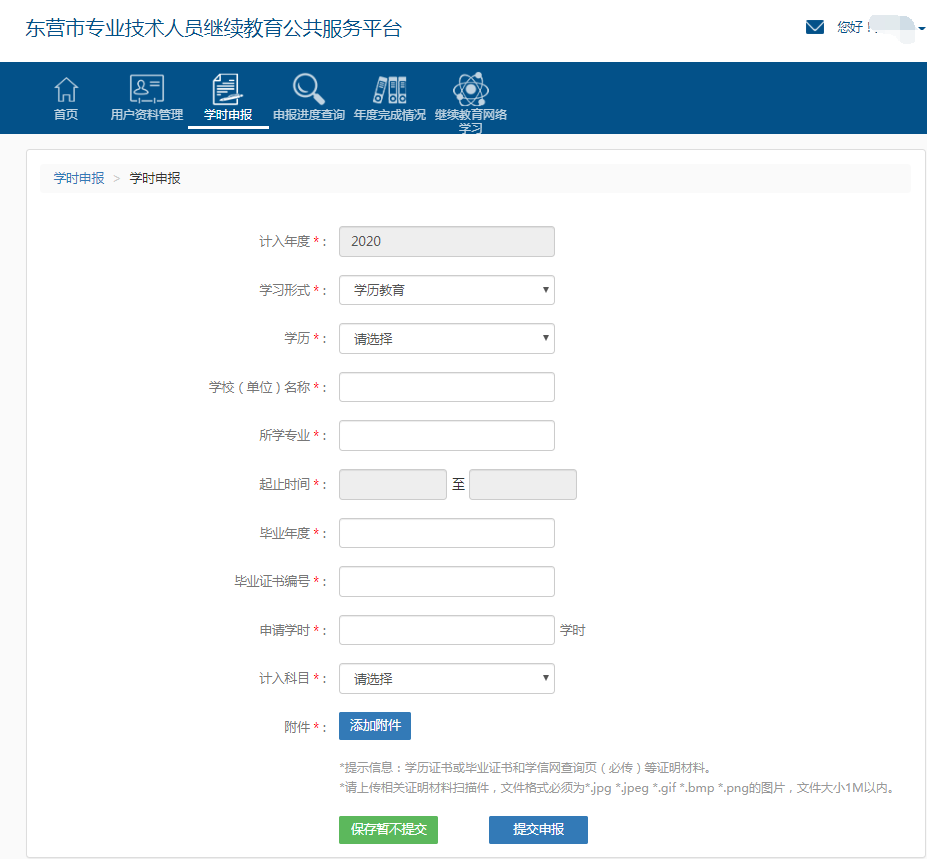 东营市专业技术人员继续教育公共服务平台
您好！
首页 用户资料管理 学时申报 申报进度查询 年度完成情况 继续教育网络学习
学时申报 > 学时申报
计入年度*： 2020
学习形式*： 学历教育
学历*： 请选择
学校（单位）名称*：
所学专业*：
起止时间*： 至
毕业年度*：
毕业证书编号*：
申请学时*： 学时
计入科目*： 请选择
附件*： 添加附件
*提示信息：学历证书或毕业证书和学信网查询页（必传）等证明材料。
*请上传相关证明材料扫描件，文件格式必须为*.jpg *.jpeg *.gif *.bmp *.png的图片，文件大小1M以内。
保存暂不提交 提交申报